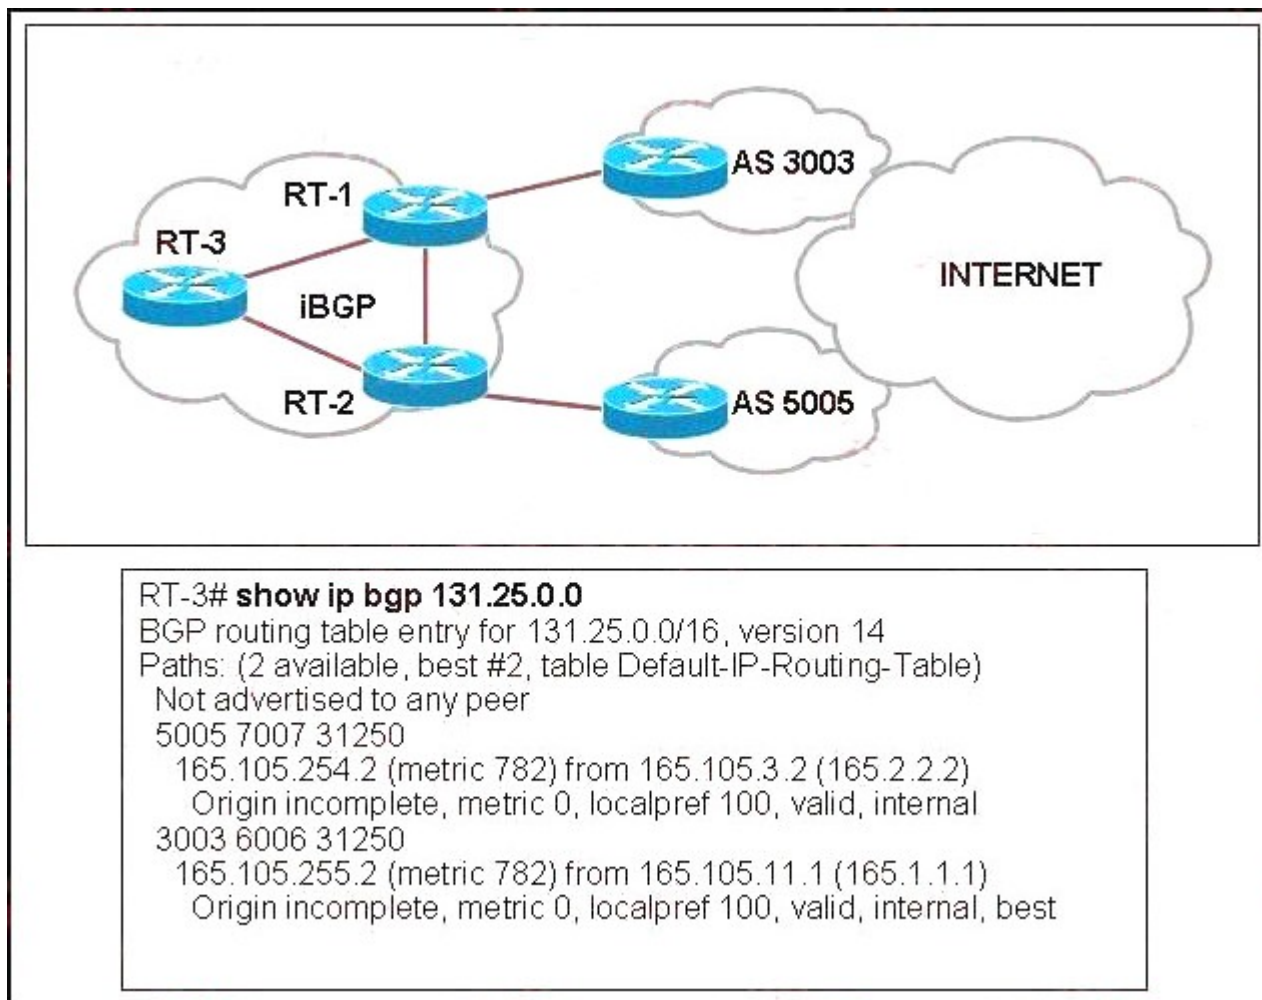 AS 3003
RT-1
RT-3
INTERNET
iBGP
RT-2
AS 5005
RT-3# show ip bgp 131.25.0.0
BGP routing table entry for 131.25.0.0/16, version 14
Paths: (2 available, best #2, table Default-IP-Routing-Table)
Not advertised to any peer
5005 7007 31250
165.105.254.2 (metric 782) from 165.105.3.2 (165.2.2.2)
Origin incomplete, metric 0, localpref 100, valid, internal
3003 6006 31250
165.105.255.2 (metric 782) from 165.105.11.1 (165.1.1.1)
Origin incomplete, metric 0, localpref 100, valid, internal, best